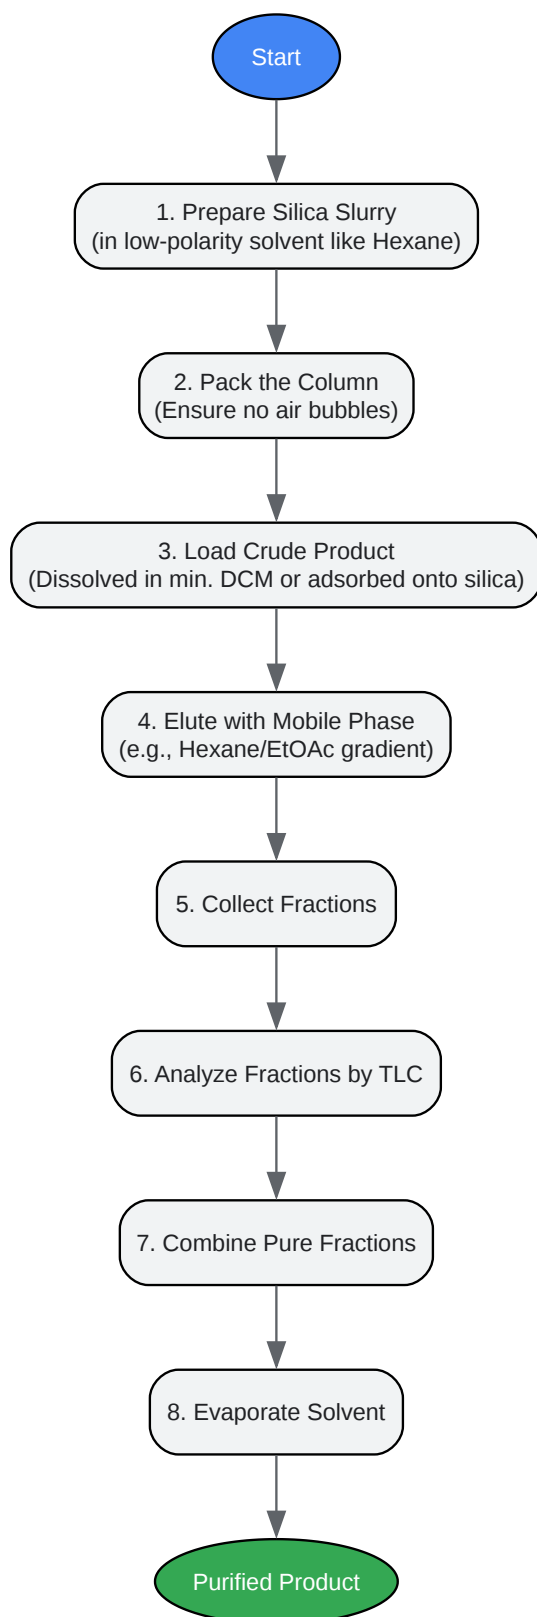 Start
1. Prepare Silica Slurry
(in low-polarity solvent like Hexane)
2. Pack the Column
(Ensure no air bubbles)
3. Load Crude Product
(Dissolved in min. DCM or adsorbed onto silica)
4. Elute with Mobile Phase
(e.g., Hexane/EtOAc gradient)
5. Collect Fractions
6. Analyze Fractions by TLC
7. Combine Pure Fractions
8. Evaporate Solvent
Purified Product